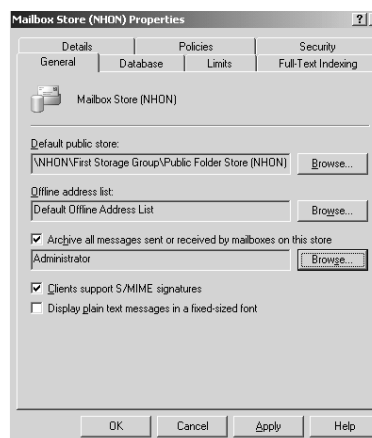 Mailbox Store (NHON) Properties ?
Details Policies Security
General Database Limits Full-Text Indexing
Mailbox Store (NHON)
Default public store:
\NHON\First Storage Group\Public Folder Store (NHON) Browse...
Offline address list:
Default Offline Address List Browse...
Archive all messages sent or received by mailboxes on this store
Administrator Browse...
Clients support S/MIME signatures
Display plain text messages in a fixed-sized font
OK Cancel Apply Help